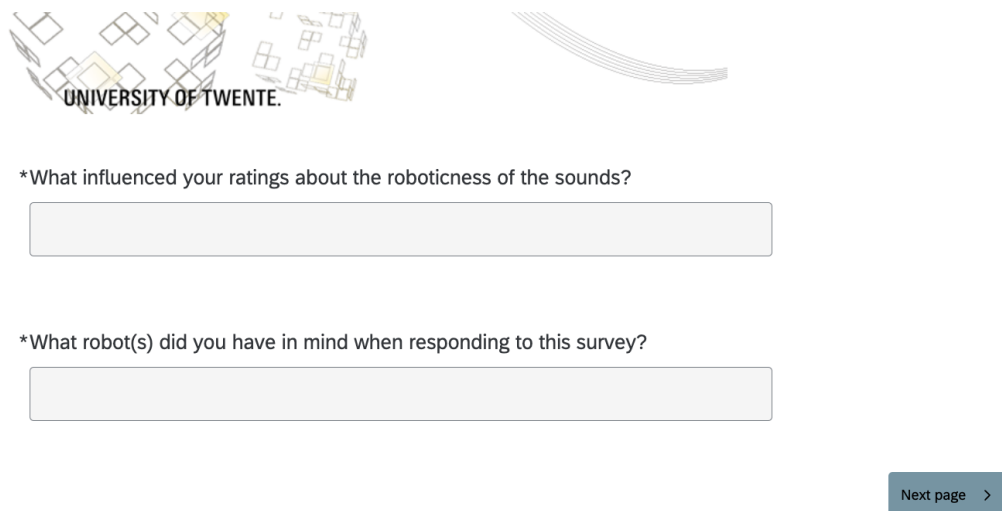 UNIVERSITY OF TWENTE.
*What influenced your ratings about the roboticness of the sounds?
*What robot(s) did you have in mind when responding to this survey?
Next page